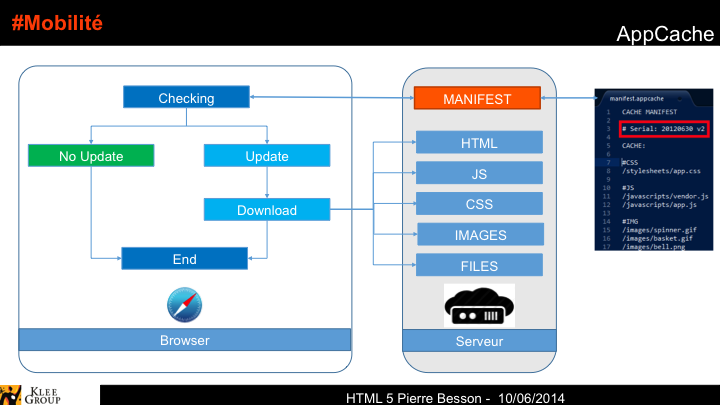 #Mobilité
AppCache
Checking
No Update
Update
Download
End
Browser
MANIFEST
HTML
JS
CSS
IMAGES
FILES
Serveur
manifest.appcache
1 CACHE MANIFEST
2
3 # Serial: 20120630 v2
4
5 CACHE:
6
7 #CSS
8 /stylesheets/app.css
9
10 #JS
11 /javascripts/vendor.js
12 /javascripts/app.js
13
14 #IMG
15 /images/spinner.gif
16 /images/basket.gif
17 /images/bell.png
KLEE
GROUP
HTML 5 Pierre Besson - 10/06/2014